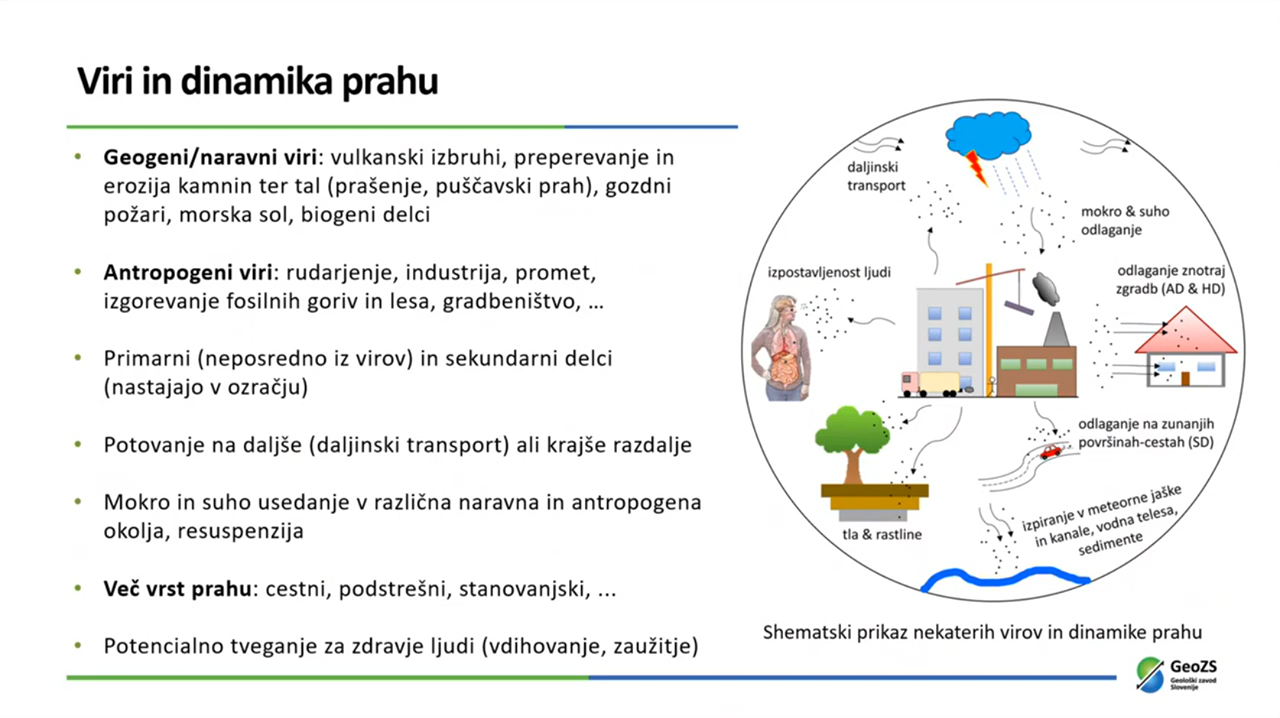 Viri in dinamika prahu
• Geogeni/naravni viri: vulkanski izbruhi, preperevanje in
erozija kamnin ter tal (prašenje, puščavski prah), gozdni
požari, morska sol, biogeni delci
• Antropogeni viri: rudarjenje, industrija, promet,
izgorevanje fosilnih goriv in lesa, gradbeništvo, …
• Primarni (neposredno iz virov) in sekundarni delci
(nastajajo v ozračju)
• Potovanje na daljše (daljinski transport) ali krajše razdalje
• Mokro in suho usedanje v različna naravna in antropogena
okolja, resuspenzija
• Več vrst prahu: cestni, podstrešni, stanovanjski, ...
• Potencialno tveganje za zdravje ljudi (vdihovanje, zaužitje)
daljinski
transport
mokro & suho
odlaganje
izpostavljenost ljudi
odlaganje znotraj
zgradb (AD & HD)
odlaganje na zunanjih
površinah-cestah (SD)
tla & rastline
izpiranje v meteorne jaške
in kanale, vodna telesa,
sedimente
Shematski prikaz nekaterih virov in dinamike prahu
GeoZS
Geološki zavod
Slovenije